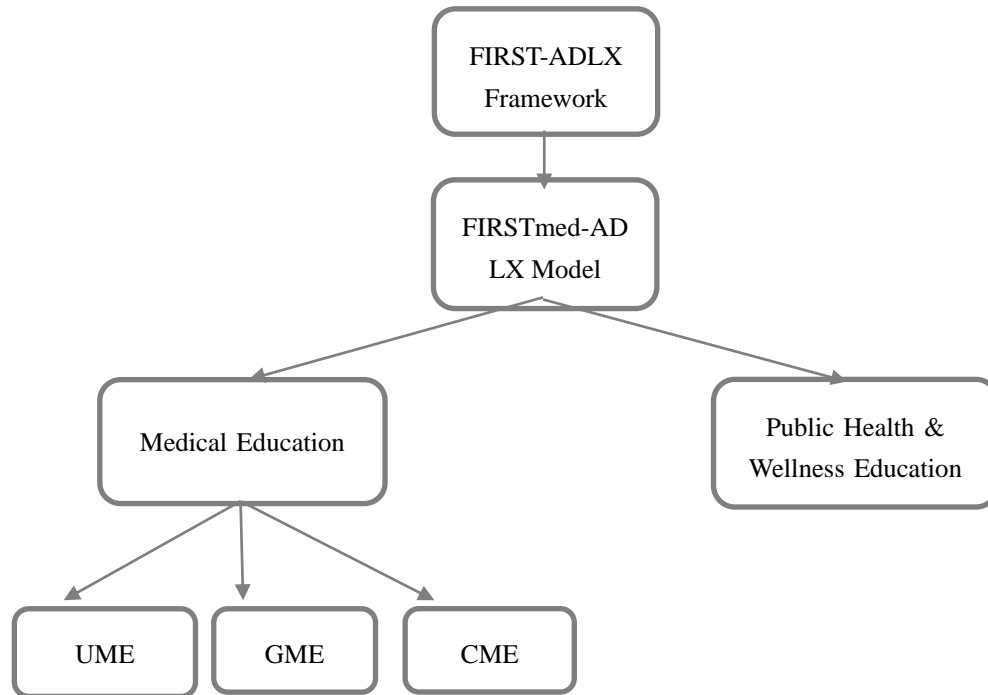 FIRST-ADLX
Framework
FIRSTmed-AD
LX Model
Medical Education
Public Health &
Wellness Education
UME
GME
CME